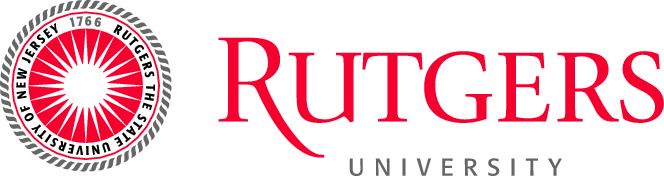 RUTGERS THE STATE UNIVERSITY OF NEW JERSEY
1766
RUTGERS
UNIVERSITY